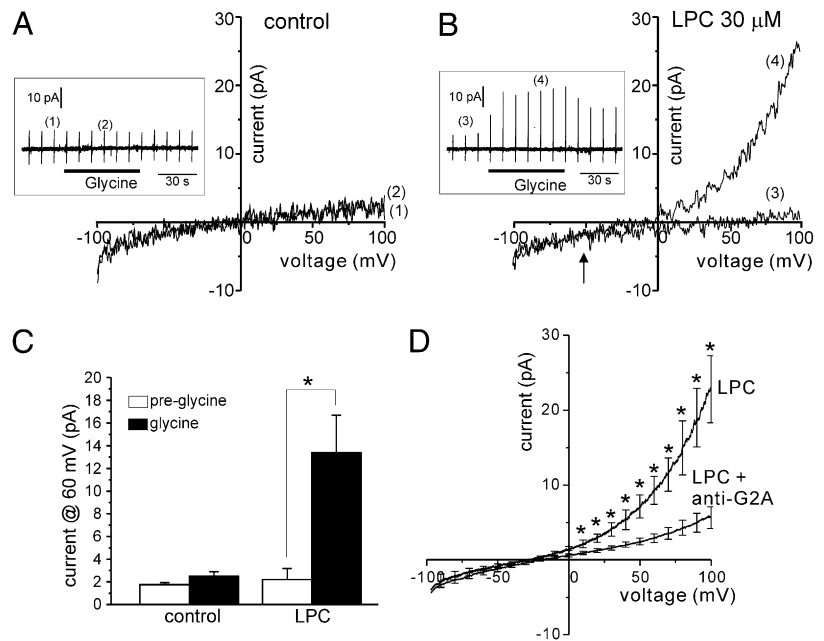 A
control
30
20
10
-10
current (pA)
-100
50
100
voltage (mV)
(2)
(1)
10 pA
(1)
(2)
Glycine
30 s
B
LPC 30 μM
30
20
10
-10
current (pA)
-100
-50
0
50
100
voltage (mV)
(4)
(3)
10 pA
(3)
(4)
Glycine
30 s
C
current @ 60 mV (pA)
20
18
16
14
12
10
8
6
4
2
0
pre-glycine
glycine
*
control
LPC
D
current (pA)
30
20
10
-10
-100
-50
0
50
100
voltage (mV)
* * * * * * * * * *
LPC
LPC +
anti-G2A